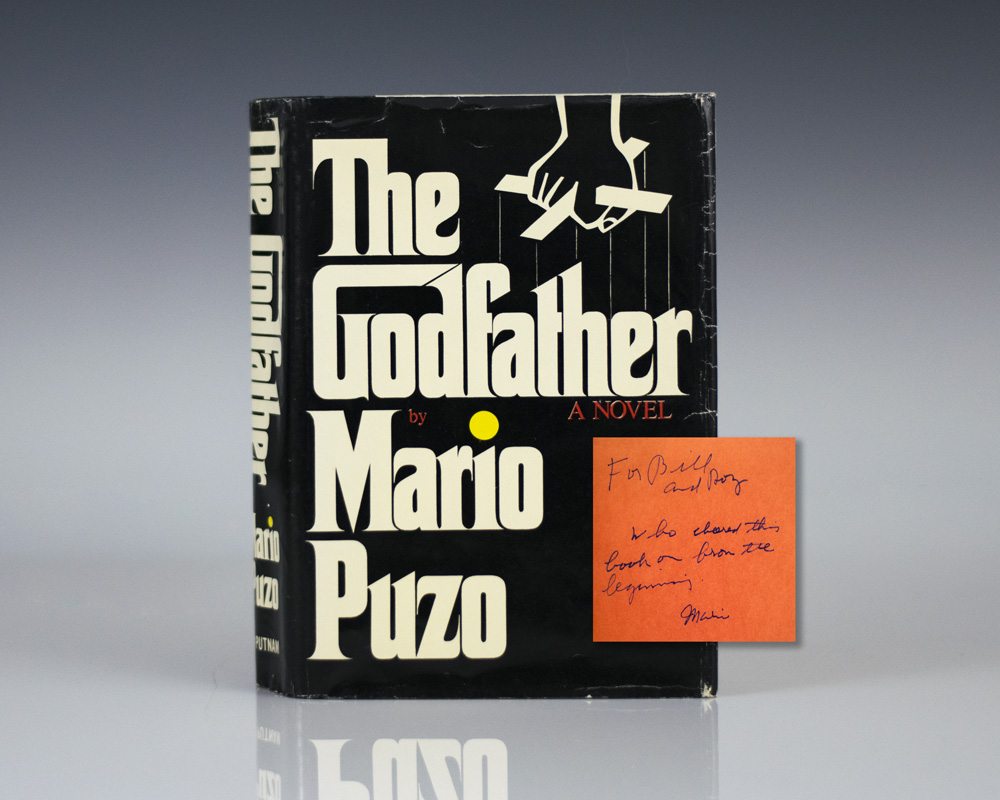 The
Godfather
by
A NOVEL
Mario
Puzo
The Godfather Mario Puzo
PUTNAM
For Bill
and Roz
who cheered this
book on from the
beginning.
Mario